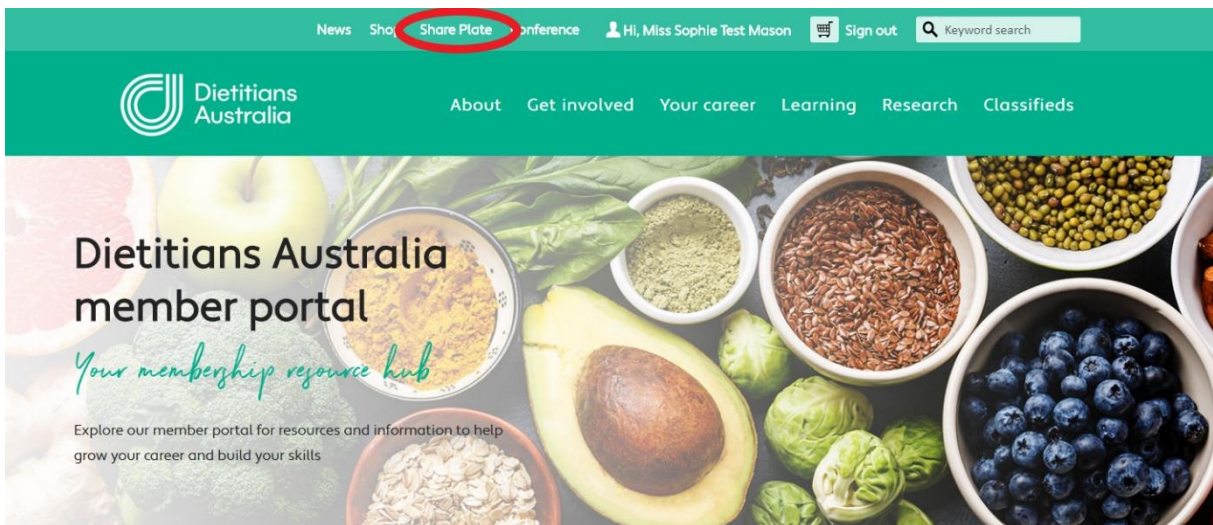 News Shop Share Plate Conference Hi, Miss Sophie Test Mason Sign out Keyword search
Dietitians
Australia
About Get involved Your career Learning Research Classifieds
Dietitians Australia
member portal
Your membership resource hub
Explore our member portal for resources and information to help
grow your career and build your skills